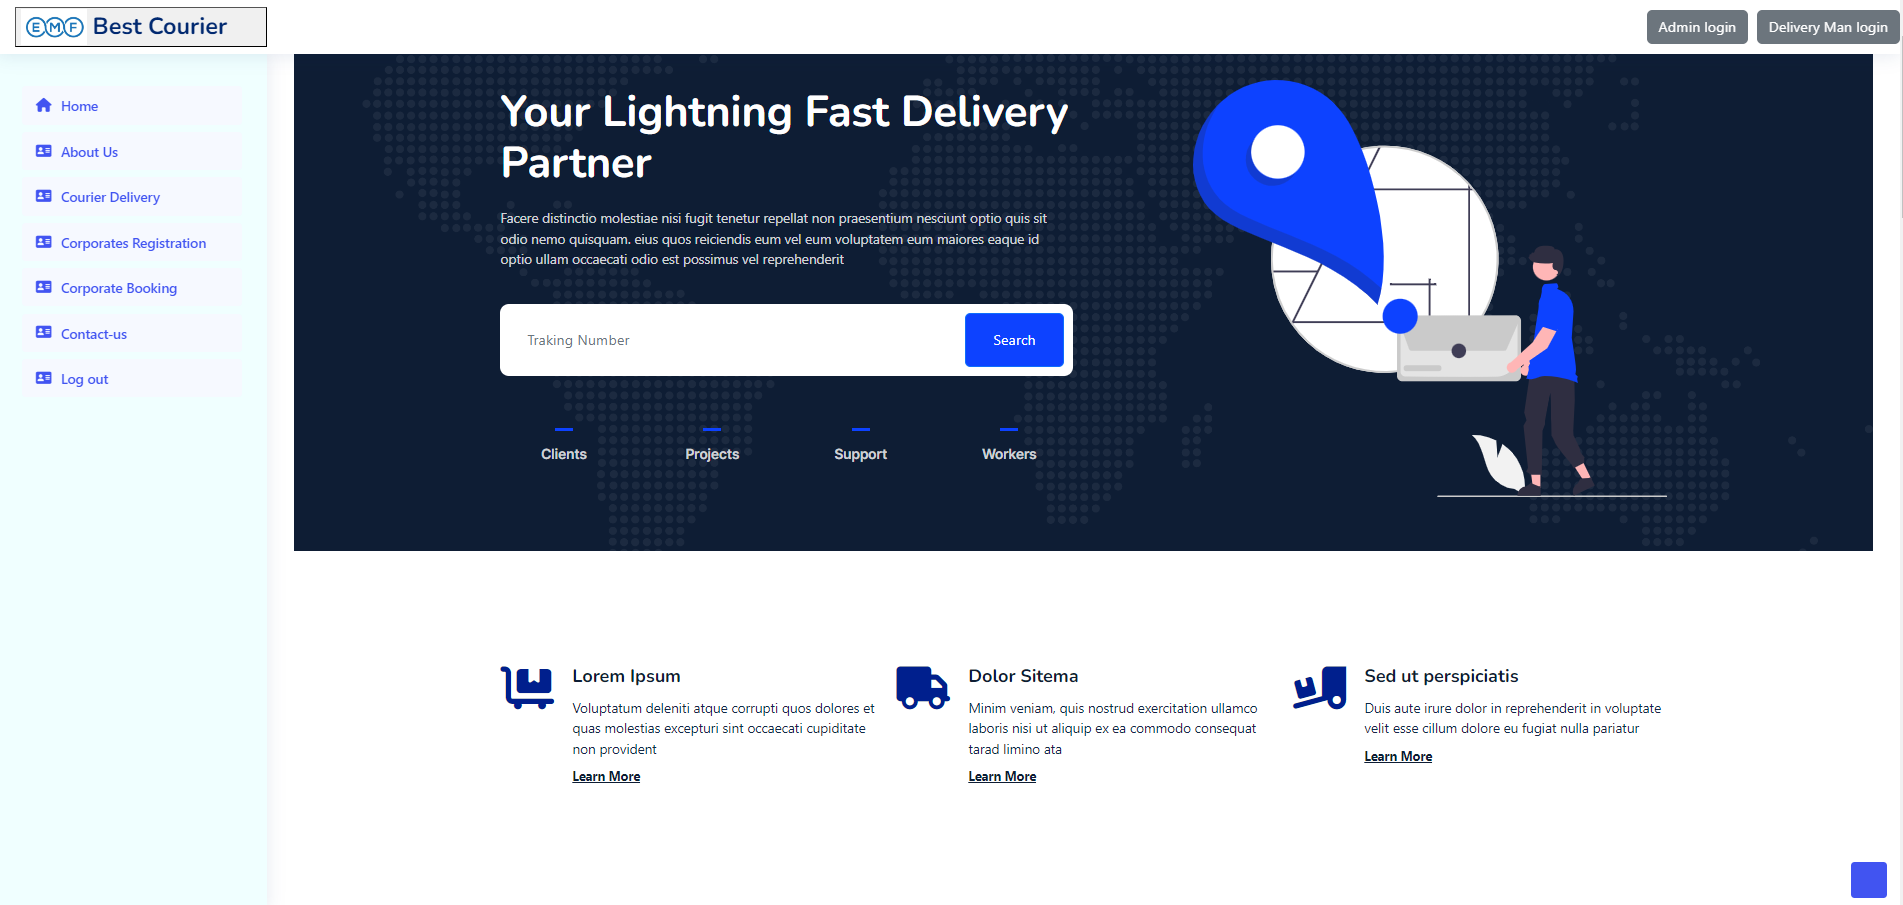 EMF Best Courier
Admin login
Delivery Man login
Home
About Us
Courier Delivery
Corporates Registration
Corporate Booking
Contact-us
Log out
Your Lightning Fast Delivery
Partner
Facere distinctio molestiae nisi fugit tenetur repellat non praesentium nesciunt optio quis sit
odio nemo quisquam. eius quos reiciendis eum vel eum voluptatem eum maiores eaque id
optio ullam occaecati odio est possimus vel reprehenderit
Traking Number
Search
Clients
Projects
Support
Workers
Lorem Ipsum
Voluptatum deleniti atque corrupti quos dolores et
quas molestias excepturi sint occaecati cupiditate
non provident
Learn More
Dolor Sitema
Minim veniam, quis nostrud exercitation ullamco
laboris nisi ut aliquip ex ea commodo consequat
tarad limino ata
Learn More
Sed ut perspiciatis
Duis aute irure dolor in reprehenderit in voluptate
velit esse cillum dolore eu fugiat nulla pariatur
Learn More